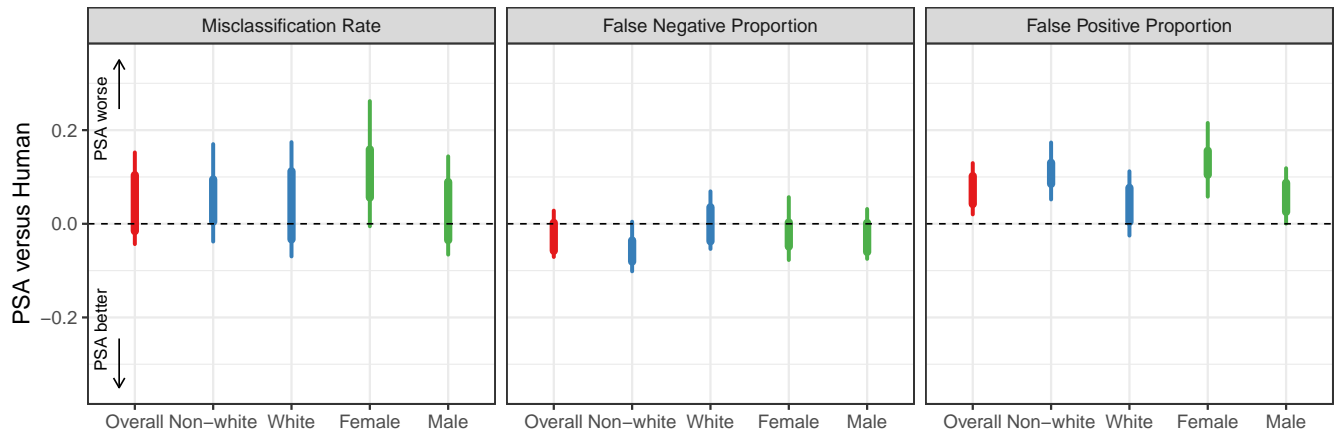 Misclassification Rate
False Negative Proportion
False Positive Proportion
PSA versus Human
0.2
0.0
−0.2
PSA worse
PSA better
Overall Non−white White Female Male
Overall Non−white White Female Male
Overall Non−white White Female Male